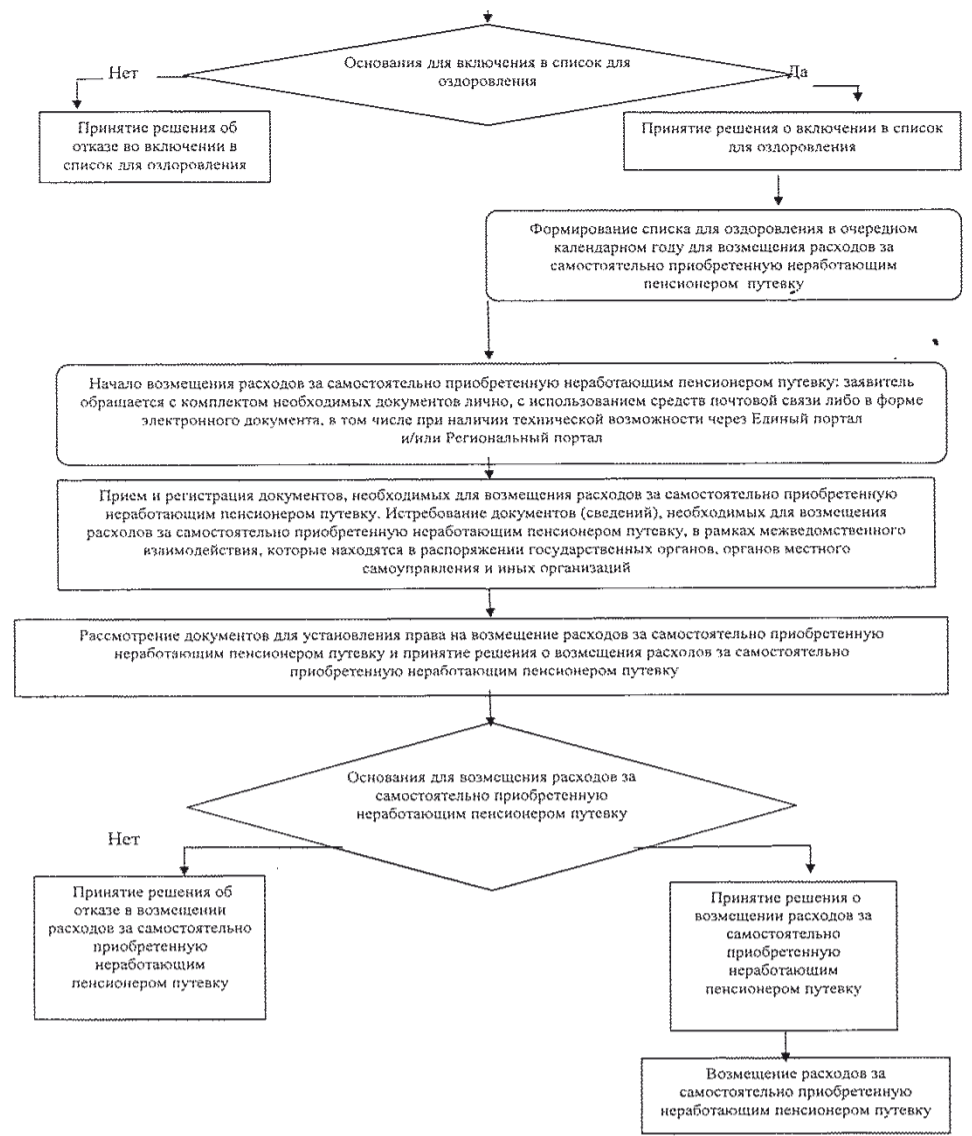 Основания для включения в список для
оздоровления
Нет
Да
Принятие решения об
отказе во включении в
список для оздоровления
Принятие решения о включении в список
для оздоровления
Формирование списка для оздоровления в очередном
календарном году для возмещения расходов за
самостоятельно приобретенную неработающим
пенсионером путевку
Начало возмещения расходов за самостоятельно приобретенную неработающим пенсионером путевку: заявитель
обращается с комплектом необходимых документов лично, с использованием средств почтовой связи либо в форме
электронного документа, в том числе при наличии технической возможности через Единый портал
и/или Региональный портал
Прием и регистрация документов, необходимых для возмещения расходов за самостоятельно приобретенную
неработающим пенсионером путевку. Истребование документов (сведений), необходимых для возмещения
расходов за самостоятельно приобретенную неработающим пенсионером путевку, в рамках межведомственного
взаимодействия, которые находятся в распоряжении государственных органов, органов местного
самоуправления и иных организаций
Рассмотрение документов для установления права на возмещение расходов за самостоятельно приобретенную
неработающим пенсионером путевку и принятие решения о возмещения расходов за самостоятельно
приобретенную неработающим пенсионером путевку
Основания для возмещения расходов за
самостоятельно приобретенную
неработающим пенсионером путевку
Нет
Принятие решения об
отказе в возмещении
расходов за самостоятельно
приобретенную
неработающим
пенсионером путевку
Принятие решения о
возмещении расходов за
самостоятельно
приобретенную
неработающим
пенсионером путевку
Возмещение расходов за
самостоятельно приобретенную
неработающим пенсионером путевку